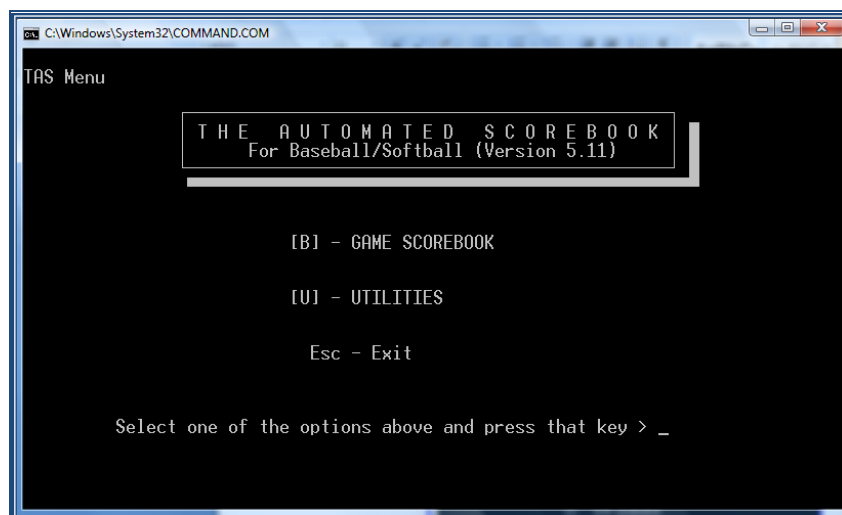 C:\Windows\System32\COMMAND.COM
TAS Menu
T H E A U T O M A T E D S C O R E B O O K
For Baseball/Softball (Version 5.11)
[B] - GAME SCOREBOOK
[U] - UTILITIES
Esc - Exit
Select one of the options above and press that key > _